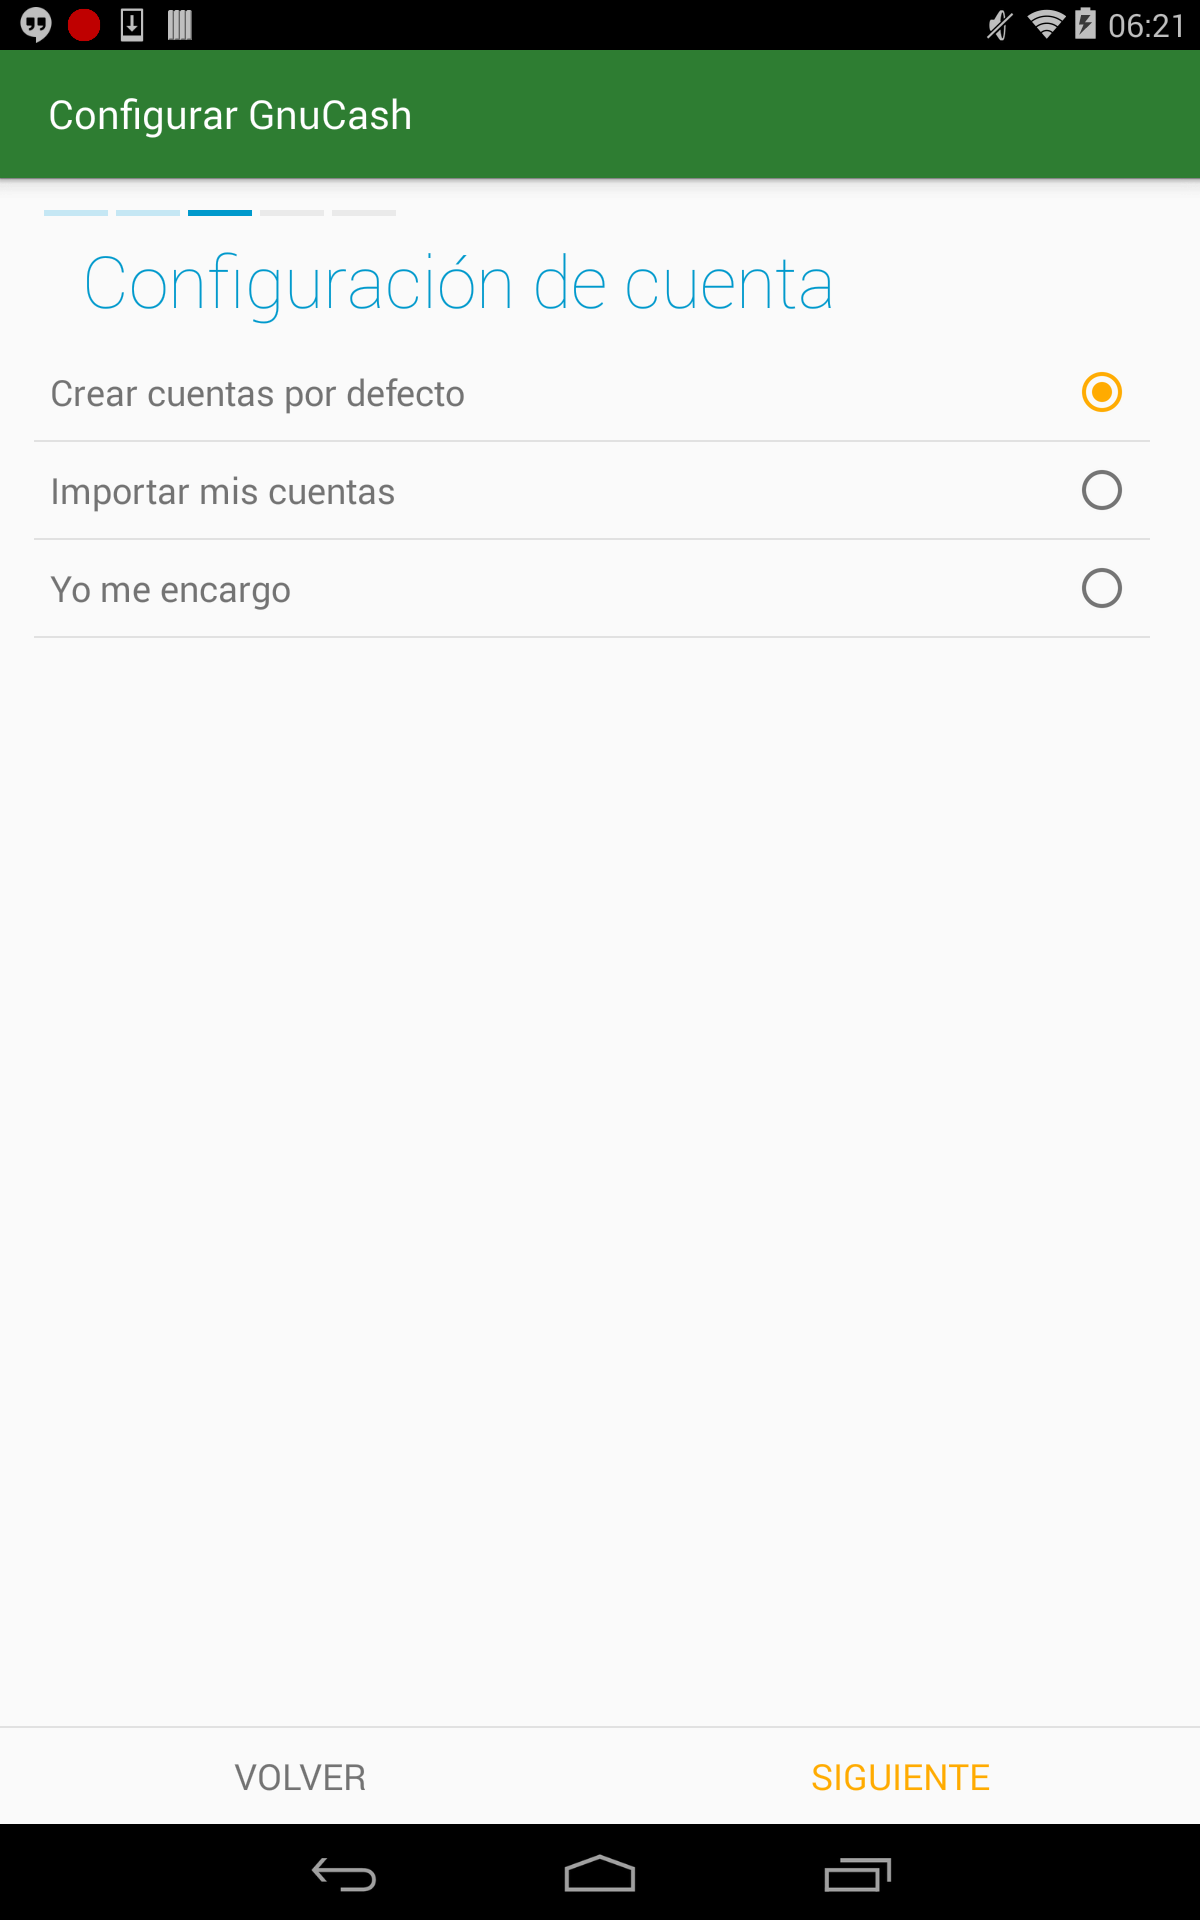 06:21
Configurar GnuCash
Configuración de cuenta
Crear cuentas por defecto
Importar mis cuentas
Yo me encargo
VOLVER
SIGUIENTE